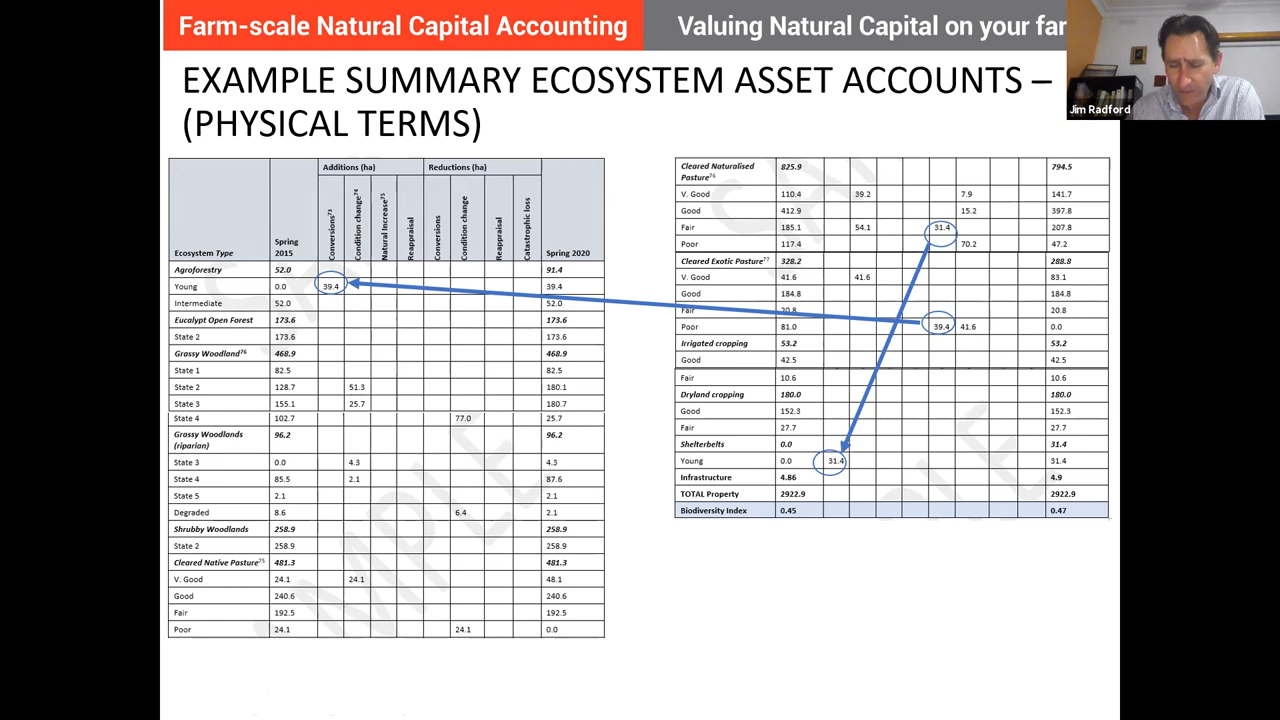 Farm-scale Natural Capital Accounting Valuing Natural Capital on your far
Jim Radford
EXAMPLE SUMMARY ECOSYSTEM ASSET ACCOUNTS –
(PHYSICAL TERMS)
Additions (ha) Reductions (ha)
Ecosystem Type Spring 2015 Conversions73 Condition change74 Natural Increase25 Reappraisal Conversions Condition change Reappraisal Catastrophic loss Spring 2020
Agroforestry 52.0 91.4
Young 0.0 39.4 39.4
Intermediate 52.0 52.0
Eucalypt Open Forest 173.6 173.6
State 2 173.6 173.6
Grassy Woodland76 468.9 468.9
State 1 82.5 82.5
State 2 128.7 51.3 180.1
State 3 155.1 25.7 180.7
State 4 102.7 77.0 25.7
Grassy Woodlands 96.2 96.2
(riparian)
State 3 0.0 4.3 4.3
State 4 85.5 2.1 87.6
State 5 2.1 2.1
Degraded 8.6 6.4 2.1
Shrubby Woodlands 258.9 258.9
State 2 258.9 258.9
Cleared Native Pasture75 481.3 481.3
V. Good 24.1 24.1 48.1
Good 240.6 240.6
Fair 192.5 192.5
Poor 24.1 24.1 0.0
Cleared Naturalised 825.9 794.5
Pasture76
V. Good 110.4 39.2 7.9 141.7
Good 412.9 15.2 397.8
Fair 185.1 54.1 31.4 207.8
Poor 117.4 70.2 47.2
Cleared Exotic Pasture77 328.2 288.8
V. Good 41.6 41.6 83.1
Good 184.8 184.8
Fair 20.8 20.8
Poor 81.0 39.4 41.6 0.0
Irrigated cropping 53.2 53.2
Good 42.5 42.5
Fair 10.6 10.6
Dryland cropping 180.0 180.0
Good 152.3 152.3
Fair 27.7 27.7
Shelterbelts 0.0 31.4
Young 0.0 31.4 31.4
Infrastructure 4.86 4.9
TOTAL Property 2922.9 2922.9
Biodiversity Index 0.45 0.47